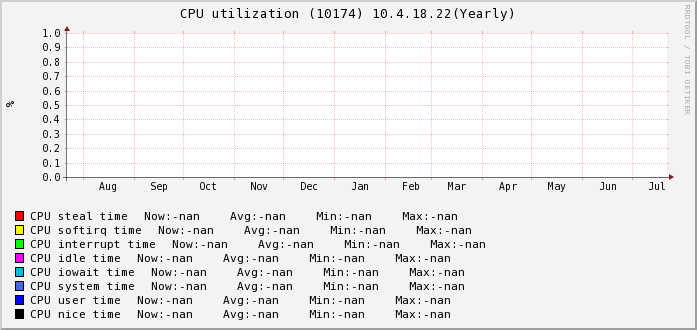 CPU utilization (10174) 10.4.18.22(Yearly)
RRDTOOL / TOBI OETIKER
1.0
0.9
0.8
0.7
0.6
0.5
0.4
0.3
0.2
0.1
0.0
%
Aug Sep Oct Nov Dec Jan Feb Mar Apr May Jun Jul
CPU steal time Now:-nan Avg:-nan Min:-nan Max:-nan
CPU softirq time Now:-nan Avg:-nan Min:-nan Max:-nan
CPU interrupt time Now:-nan Avg:-nan Min:-nan Max:-nan
CPU idle time Now:-nan Avg:-nan Min:-nan Max:-nan
CPU iowait time Now:-nan Avg:-nan Min:-nan Max:-nan
CPU system time Now:-nan Avg:-nan Min:-nan Max:-nan
CPU user time Now:-nan Avg:-nan Min:-nan Max:-nan
CPU nice time Now:-nan Avg:-nan Min:-nan Max:-nan